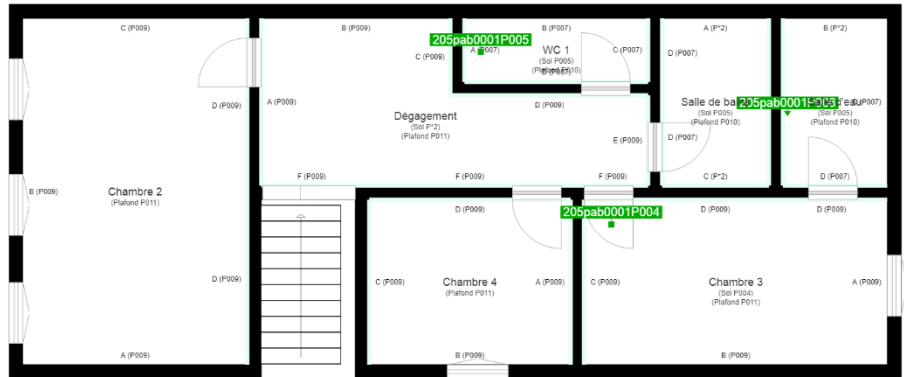 C (P009)
B (P009)
B (P007)
A (P°2)
B (P°2)
205pab0001P005
A (P007)
WC 1
(Sol P005)
(Plafond P010)
D (P007)
C (P007)
C (P009)
D (P007)
D (P009)
A (P009)
D (P009)
Dégagement
(Sol P°2)
(Plafond P011)
E (P009)
Salle de
205pab0001P003
(Sol P005)
(Plafond P010)
D (P007)
C (P°2)
d'eau
(Sol P005)
(Plafond P010)
D (P007)
F (P009)
F (P009)
F (P009)
B (P009)
Chambre 2
(Plafond P011)
D (P009)
A (P009)
D (P009)
205pab0001P004
D (P009)
D (P009)
C (P009)
Chambre 4
(Plafond P011)
A (P009)
B (P009)
C (P009)
Chambre 3
(Sol P004)
(Plafond P011)
A (P009)
B (P009)